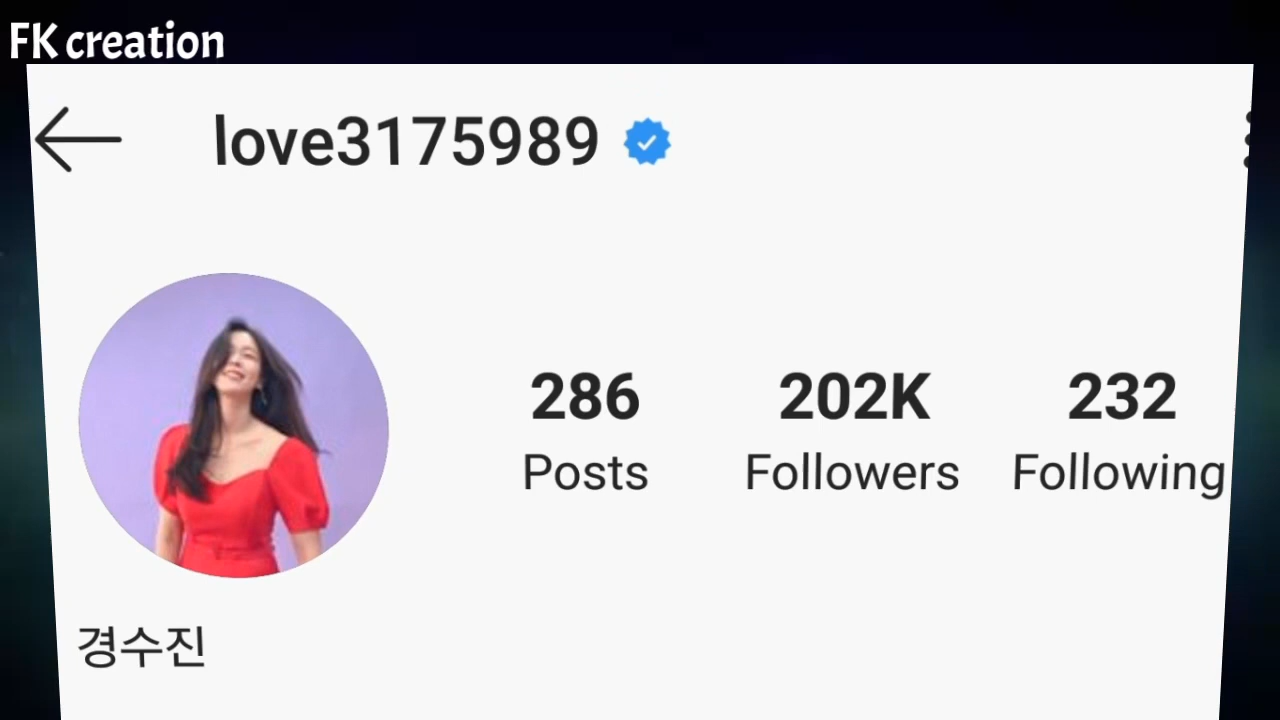 FK creation
love3175989
286 202K 232
Posts Followers Following
경수진